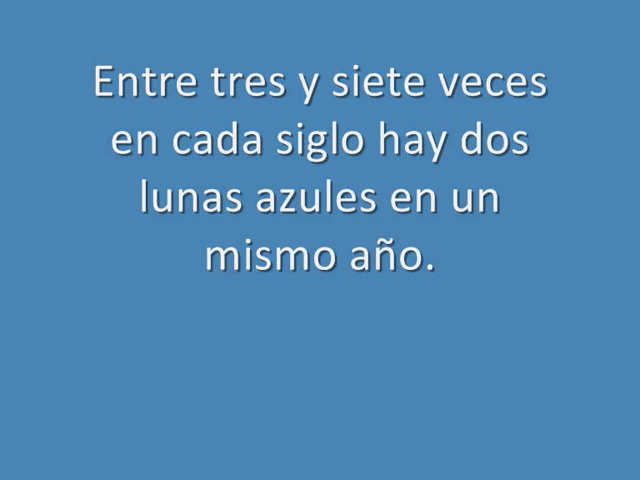 Entre tres y siete veces
en cada siglo hay dos
lunas azules en un
mismo año.